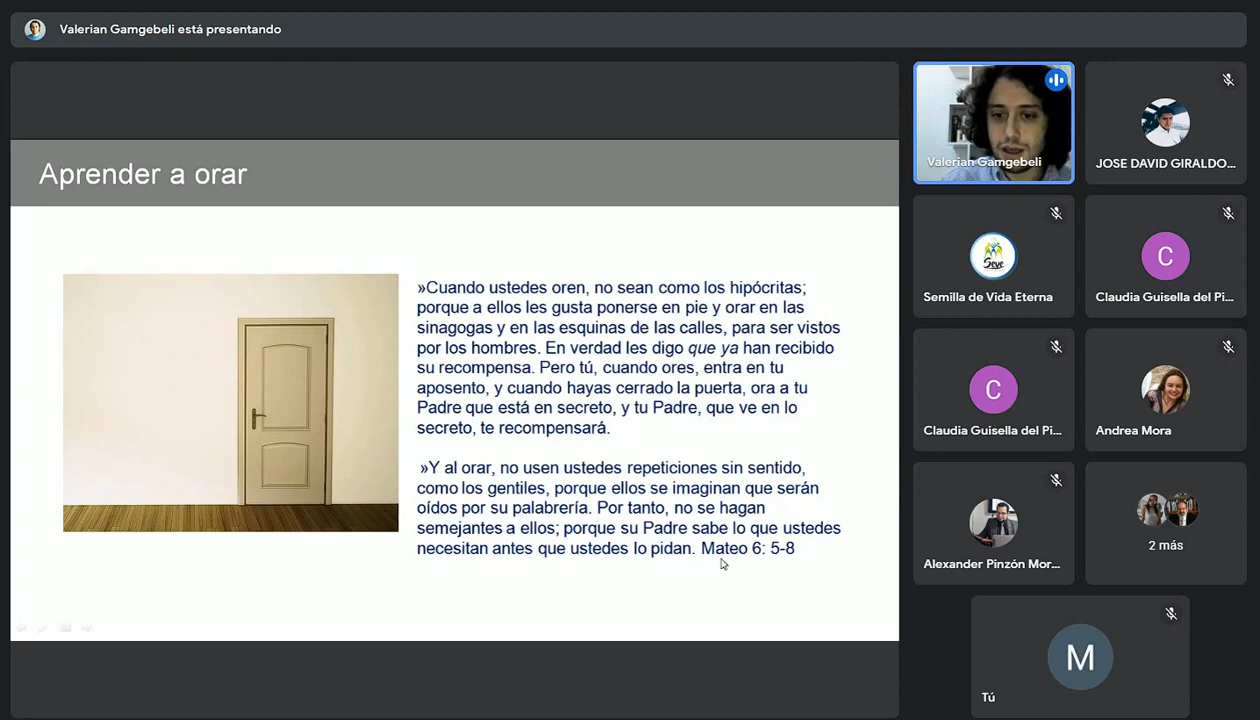 Valerian Gamgebeli está presentando
Aprender a orar
»Cuando ustedes oren, no sean como los hipócritas;
porque a ellos les gusta ponerse en pie y orar en las
sinagogas y en las esquinas de las calles, para ser vistos
por los hombres. En verdad les digo que ya han recibido
su recompensa. Pero tú, cuando ores, entra en tu
aposento, y cuando hayas cerrado la puerta, ora a tu
Padre que está en secreto, y tu Padre, que ve en lo
secreto, te recompensará.
»Y al orar, no usen ustedes repeticiones sin sentido,
como los gentiles, porque ellos se imaginan que serán
oídos por su palabrería. Por tanto, no se hagan
semejantes a ellos; porque su Padre sabe lo que ustedes
necesitan antes que ustedes lo pidan. Mateo 6: 5-8
Valerian Gamgebeli
JOSE DAVID GIRALDO...
Seve
Semilla de Vida Eterna
C
Claudia Guisella del Pi...
C
Claudia Guisella del Pi...
Andrea Mora
Alexander Pinzón Mor...
2 más
M
Tú